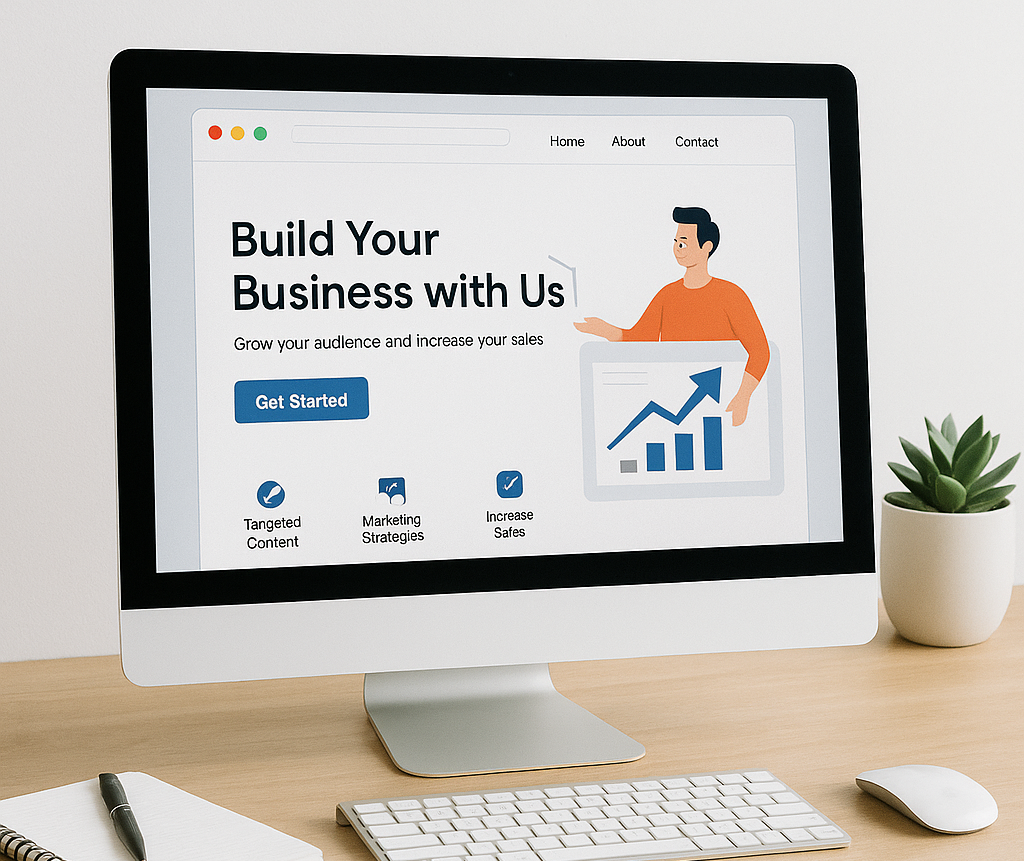 Home About Contact
Build Your
Business with Us
Grow your audience and increase your sales
Get Started
Tangeted
Content
Marketing
Strategies
Increase
Safes